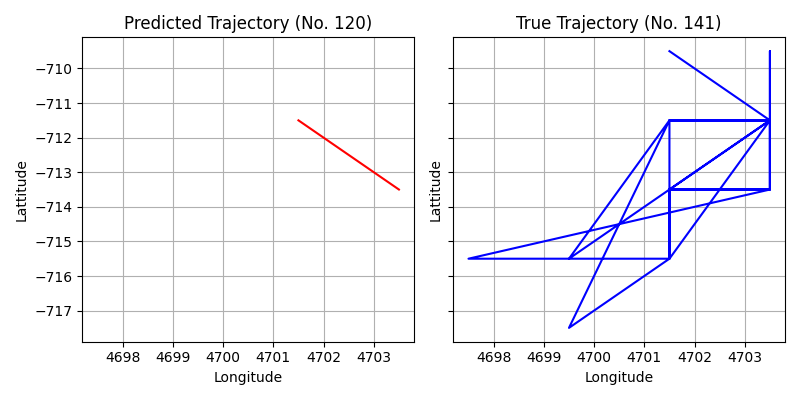 Predicted Trajectory (No. 120)
True Trajectory (No. 141)
−710
−711
−712
−713
−714
−715
−716
−717
Lattitude
Lattitude
4698 4699 4700 4701 4702 4703
4698 4699 4700 4701 4702 4703
Longitude
Longitude